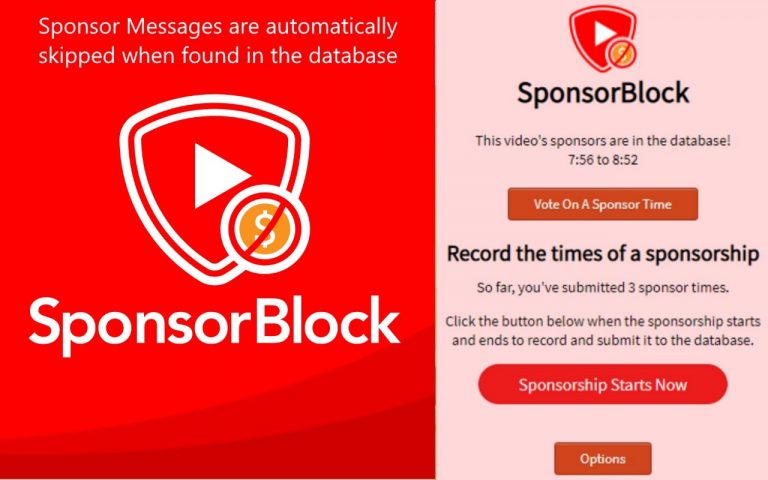 Sponsor Messages are automatically
skipped when found in the database
$
SponsorBlock
$
SponsorBlock
This video's sponsors are in the database!
7:56 to 8:52
Vote On A Sponsor Time
Record the times of a sponsorship
So far, you've submitted 3 sponsor times.
Click the button below when the sponsorship starts
and ends to record and submit it to the database.
Sponsorship Starts Now
Options